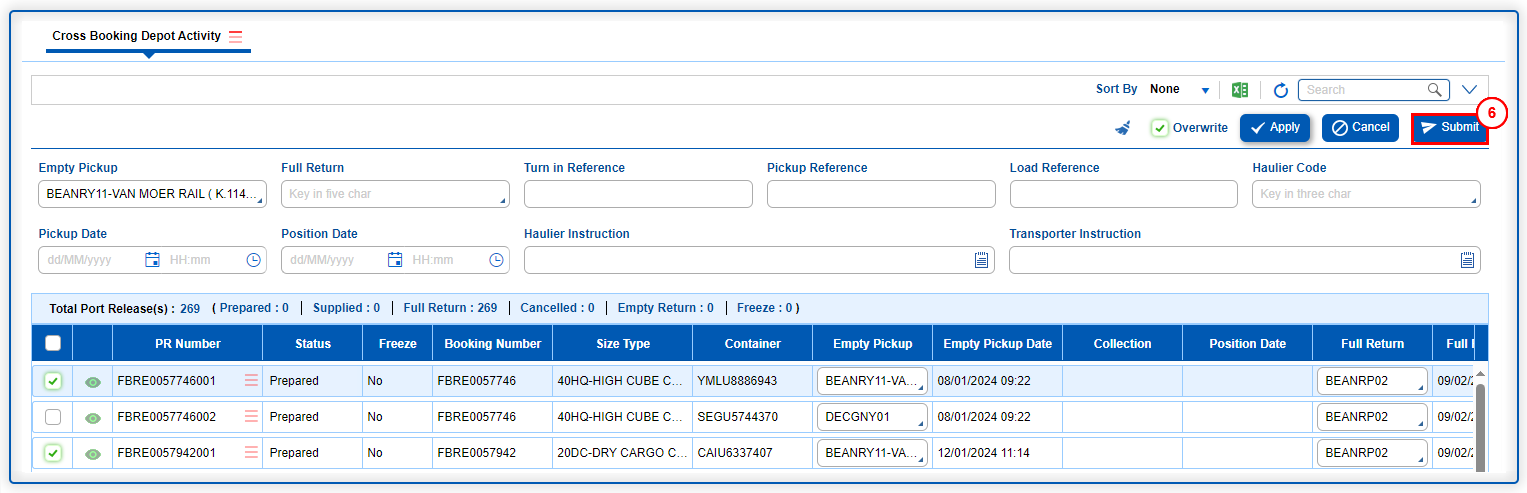 Cross Booking Depot Activity
Sort By None Search
6
Overwrite Apply Cancel Submit
Empty Pickup Full Return Turn in Reference Pickup Reference Load Reference Haulier Code
BEANRY11-VAN MOER RAIL ( K.114... Key in five char Key in three char
Pickup Date Position Date Haulier Instruction Transporter Instruction
dd/MM/yyyy HH:mm dd/MM/yyyy HH:mm
Total Port Release(s) : 269 ( Prepared : 0 Supplied : 0 Full Return : 269 Cancelled : 0 Empty Return : 0 Freeze : 0 )
PR Number Status Freeze Booking Number Size Type Container Empty Pickup Empty Pickup Date Collection Position Date Full Return Full
FBRE0057746001 Prepared No FBRE0057746 40HQ-HIGH CUBE C... YMLU8886943 BEANRY11-VA... 08/01/2024 09:22 BEANRP02 09/02/2
FBRE0057746002 Prepared No FBRE0057746 40HQ-HIGH CUBE C... SEGU5744370 DECGNY01 08/01/2024 09:22 BEANRP02 09/02/2
FBRE0057942001 Prepared No FBRE0057942 20DC-DRY CARGO C... CAIU6337407 BEANRY11-VA... 12/01/2024 11:14 BEANRP02 09/02/2